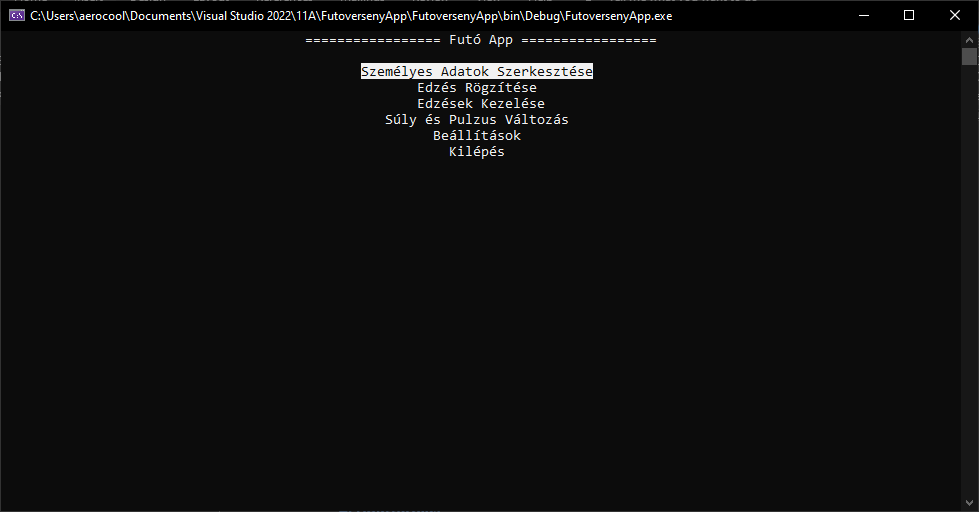 C:\Users\aerocool\Documents\Visual Studio 2022\11A\FutoversenyApp\FutoversenyApp\bin\Debug\FutoversenyApp.exe
================= Futó App =================
Személyes Adatok Szerkesztése
Edzés Rögzítése
Edzések Kezelése
Súly és Pulzus Változás
Beállítások
Kilépés